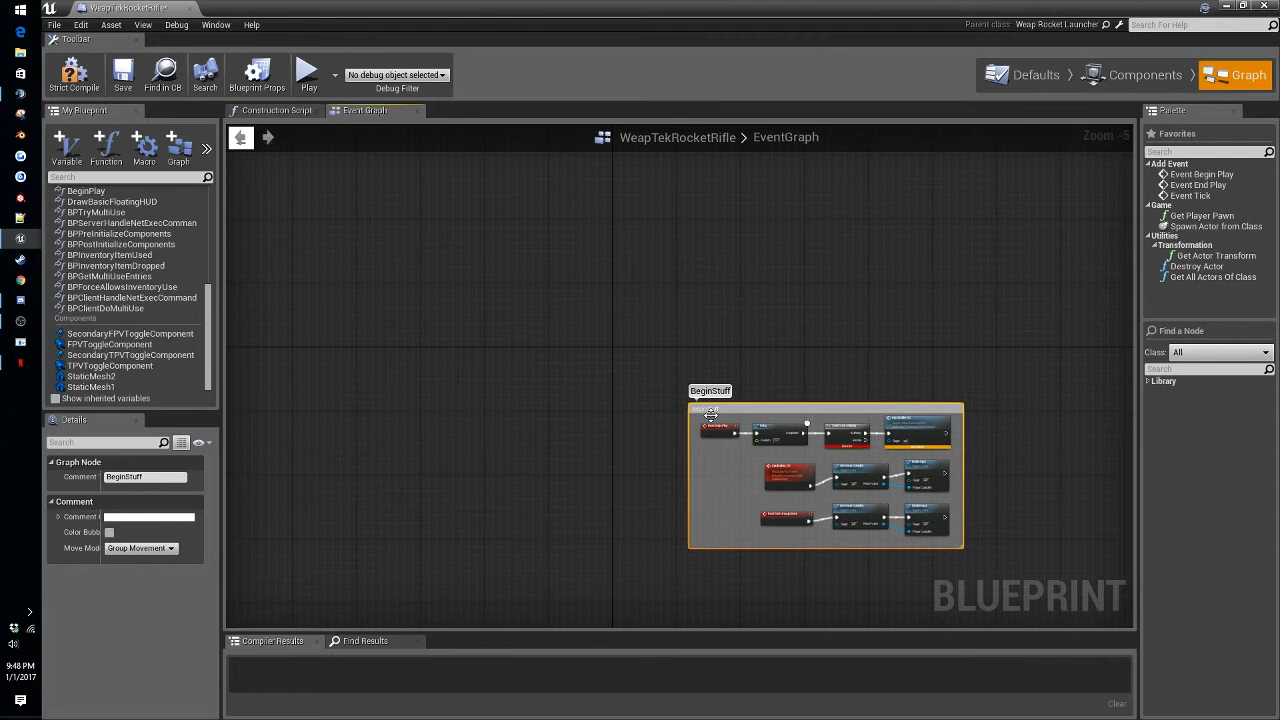 WeapTekRocketRifle*
File Edit Asset View Debug Window Help
Parent class: Weap Rocket Launcher
Search For Help
Toolbar
Strict Compile
Save
Find in CB
Search
Blueprint Props
Play
No debug object selected
Debug Filter
Defaults
Components
Graph
My Blueprint
Variable
Function
Macro
Graph
Search
BeginPlay
DrawBasicFloatingHUD
BPTryMultiUse
BPServerHandleNetExecComman
BPPreInitializeComponents
BPPostInitializeComponents
BPInventoryItemUsed
BPInventoryItemDropped
BPGetMultiUseEntries
BPForceAllowsInventoryUse
BPClientHandleNetExecCommand
BPClientDoMultiUse
Components
SecondaryFPVToggleComponent
FPVToggleComponent
SecondaryTPVToggleComponent
TPVToggleComponent
StaticMesh2
StaticMesh1
Show inherited variables
Details
Search
Graph Node
Comment BeginStuff
Comment
Comment
Color Bubb
Move Mod Group Movement
Construction Script
Event Graph
WeapTekRocketRifle > EventGraph
Zoom -5
BeginStuff
BLUEPRINT
Compiler Results
Find Results
Clear
Palette
Favorites
Search
Add Event
Event Begin Play
Event End Play
Event Tick
Game
Get Player Pawn
Spawn Actor from Class
Utilities
Transformation
Get Actor Transform
Destroy Actor
Get All Actors Of Class
Find a Node
Class: All
Search
Library
9:48 PM
1/1/2017